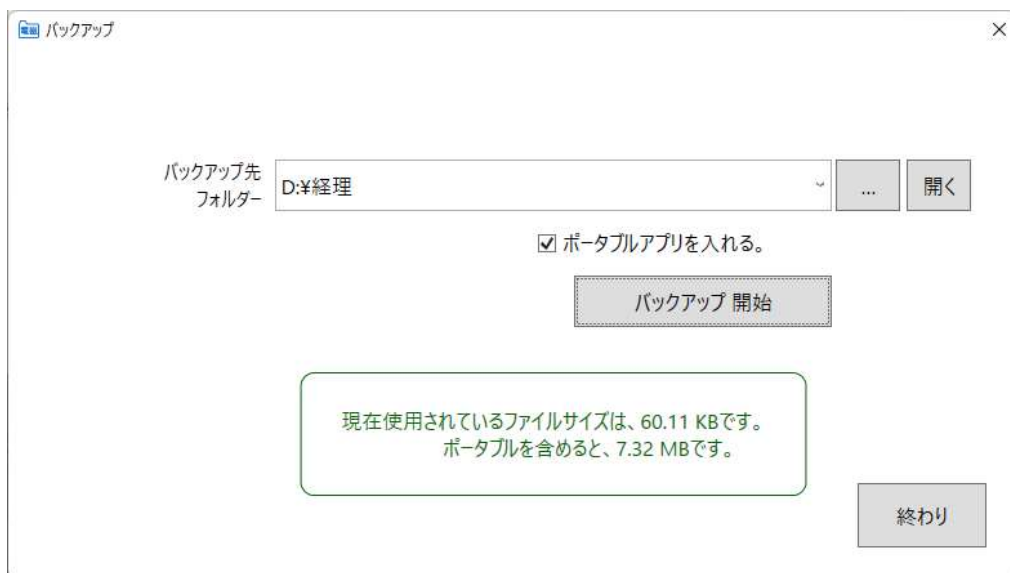 バックアップ
バックアップ先
フォルダー
D:¥経理
...
開く
ポータブルアプリを入れる。
バックアップ 開始
現在使用されているファイルサイズは、60.11 KBです。
ポータブルを含めると、7.32 MBです。
終わり